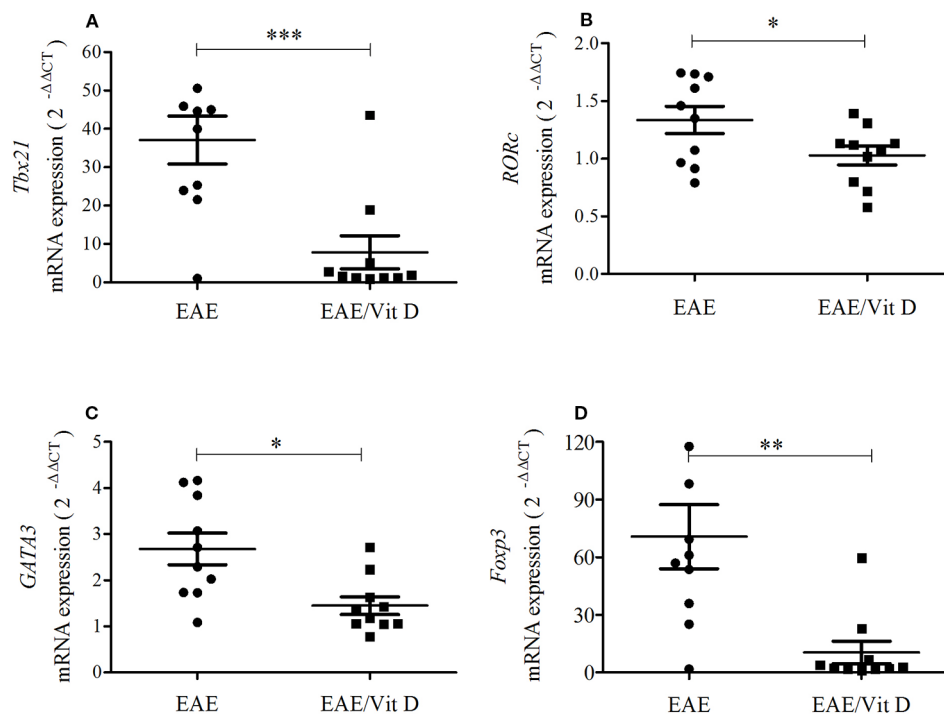 A
***
Tbx21
mRNA expression ( 2 -ΔΔCT )
60
50
40
30
20
10
0
EAE
EAE/Vit D
B
*
RORc
mRNA expression ( 2 -ΔΔCT )
2.0
1.5
1.0
0.5
0.0
EAE
EAE/Vit D
C
*
GATA3
mRNA expression ( 2 -ΔΔCT )
5
4
3
2
1
0
EAE
EAE/Vit D
D
**
Foxp3
mRNA expression ( 2 -ΔΔCT )
120
90
60
30
0
EAE
EAE/Vit D